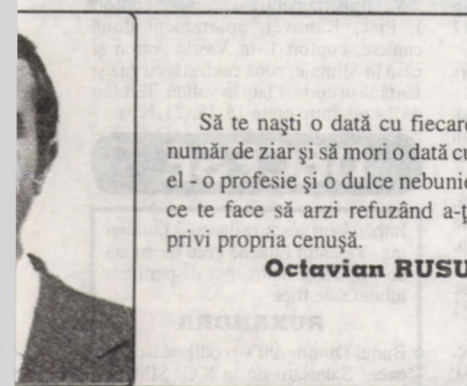 Să te naşti o dată cu fiecare
număr de ziar şi să mori o dată cu
el - o profesie şi o dulce nebunie
ce te face să arzi refuzând a-ţ
privi propria cenuşă.
Octavian RUSU